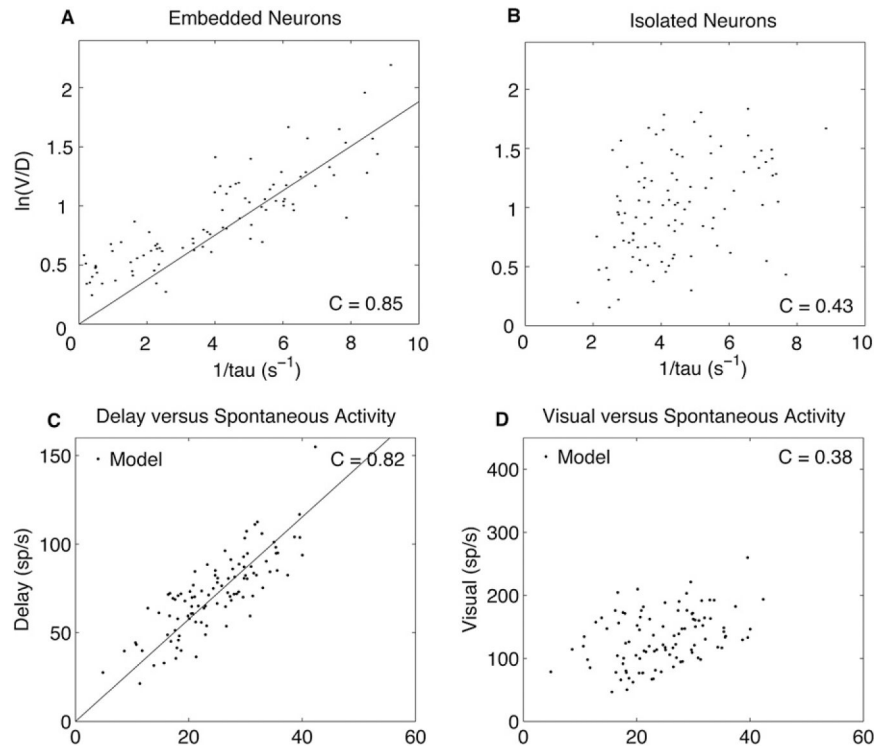 A Embedded Neurons
ln(V/D)
2
1.5
1
0.5
0
0 2 4 6 8 10
C = 0.85
1/tau (s⁻¹)
B Isolated Neurons
2
1.5
1
0.5
0
0 2 4 6 8 10
C = 0.43
1/tau (s⁻¹)
C Delay versus Spontaneous Activity
Delay (sp/s)
150
100
50
0
0 20 40 60
• Model C = 0.82
D Visual versus Spontaneous Activity
Visual (sp/s)
400
300
200
100
0
0 20 40 60
• Model C = 0.38